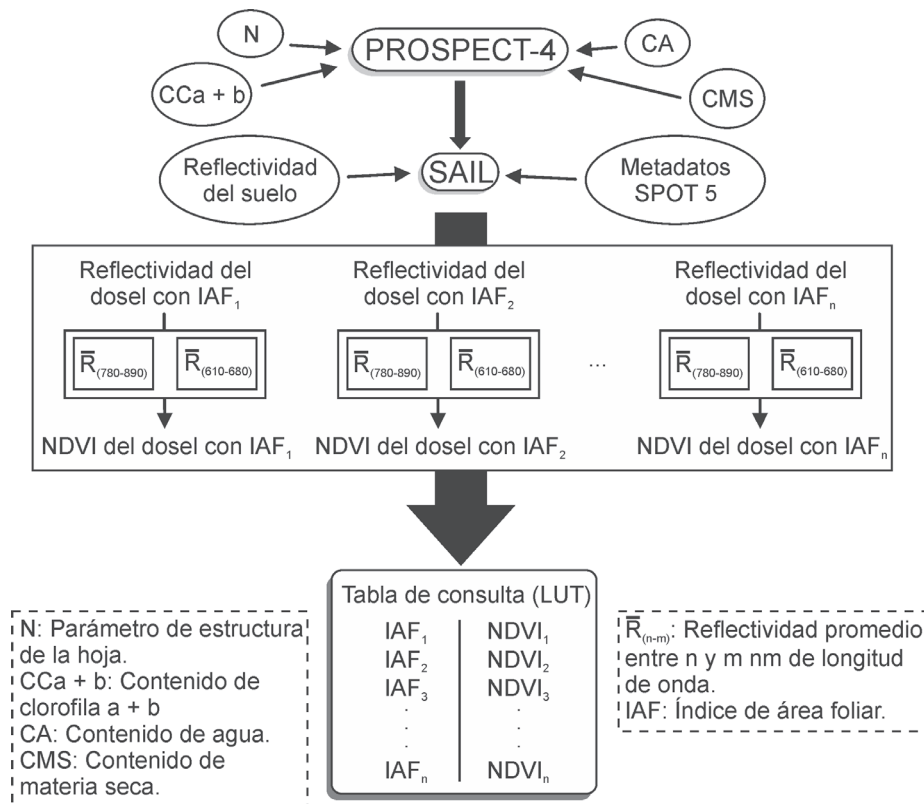 N
PROSPECT-4
CA
CCa + b
CMS
Reflectividad
del suelo
SAIL
Metadatos
SPOT 5
Reflectividad del
dosel con IAF₁
Reflectividad del
dosel con IAF₂
Reflectividad del
dosel con IAFₙ
R̅(780-890)
R̅(610-680)
R̅(780-890)
R̅(610-680)
...
R̅(780-890)
R̅(610-680)
NDVI del dosel con IAF₁
NDVI del dosel con IAF₂
NDVI del dosel con IAFₙ
Tabla de consulta (LUT)
IAF₁ NDVI₁
IAF₂ NDVI₂
IAF₃ NDVI₃
. .
. .
. .
IAFₙ NDVIₙ
N: Parámetro de estructura
de la hoja.
CCa + b: Contenido de
clorofila a + b
CA: Contenido de agua.
CMS: Contenido de
materia seca.
R̅(n-m): Reflectividad promedio
entre n y m nm de longitud
de onda.
IAF: Índice de área foliar.